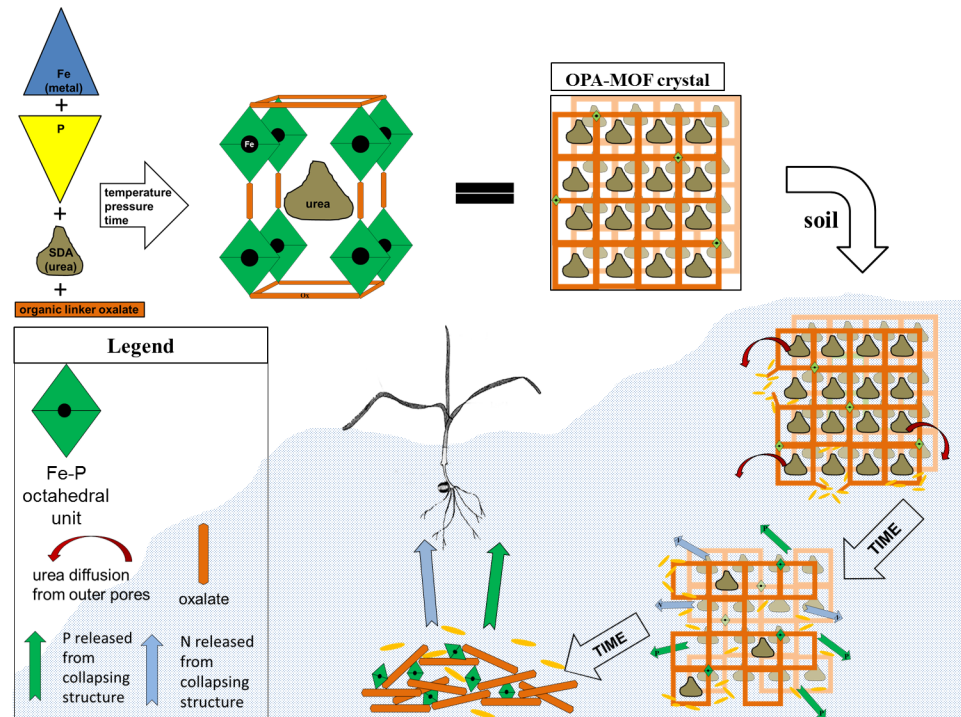 Fe
(metal)
+
P
+
SDA
(urea)
+
organic linker oxalate
temperature
pressure
time
Fe
urea
Ox
OPA-MOF crystal
soil
Legend
Fe-P
octahedral
unit
urea diffusion
from outer pores
oxalate
P released
from
collapsing
structure
N released
from
collapsing
structure
TIME
TIME